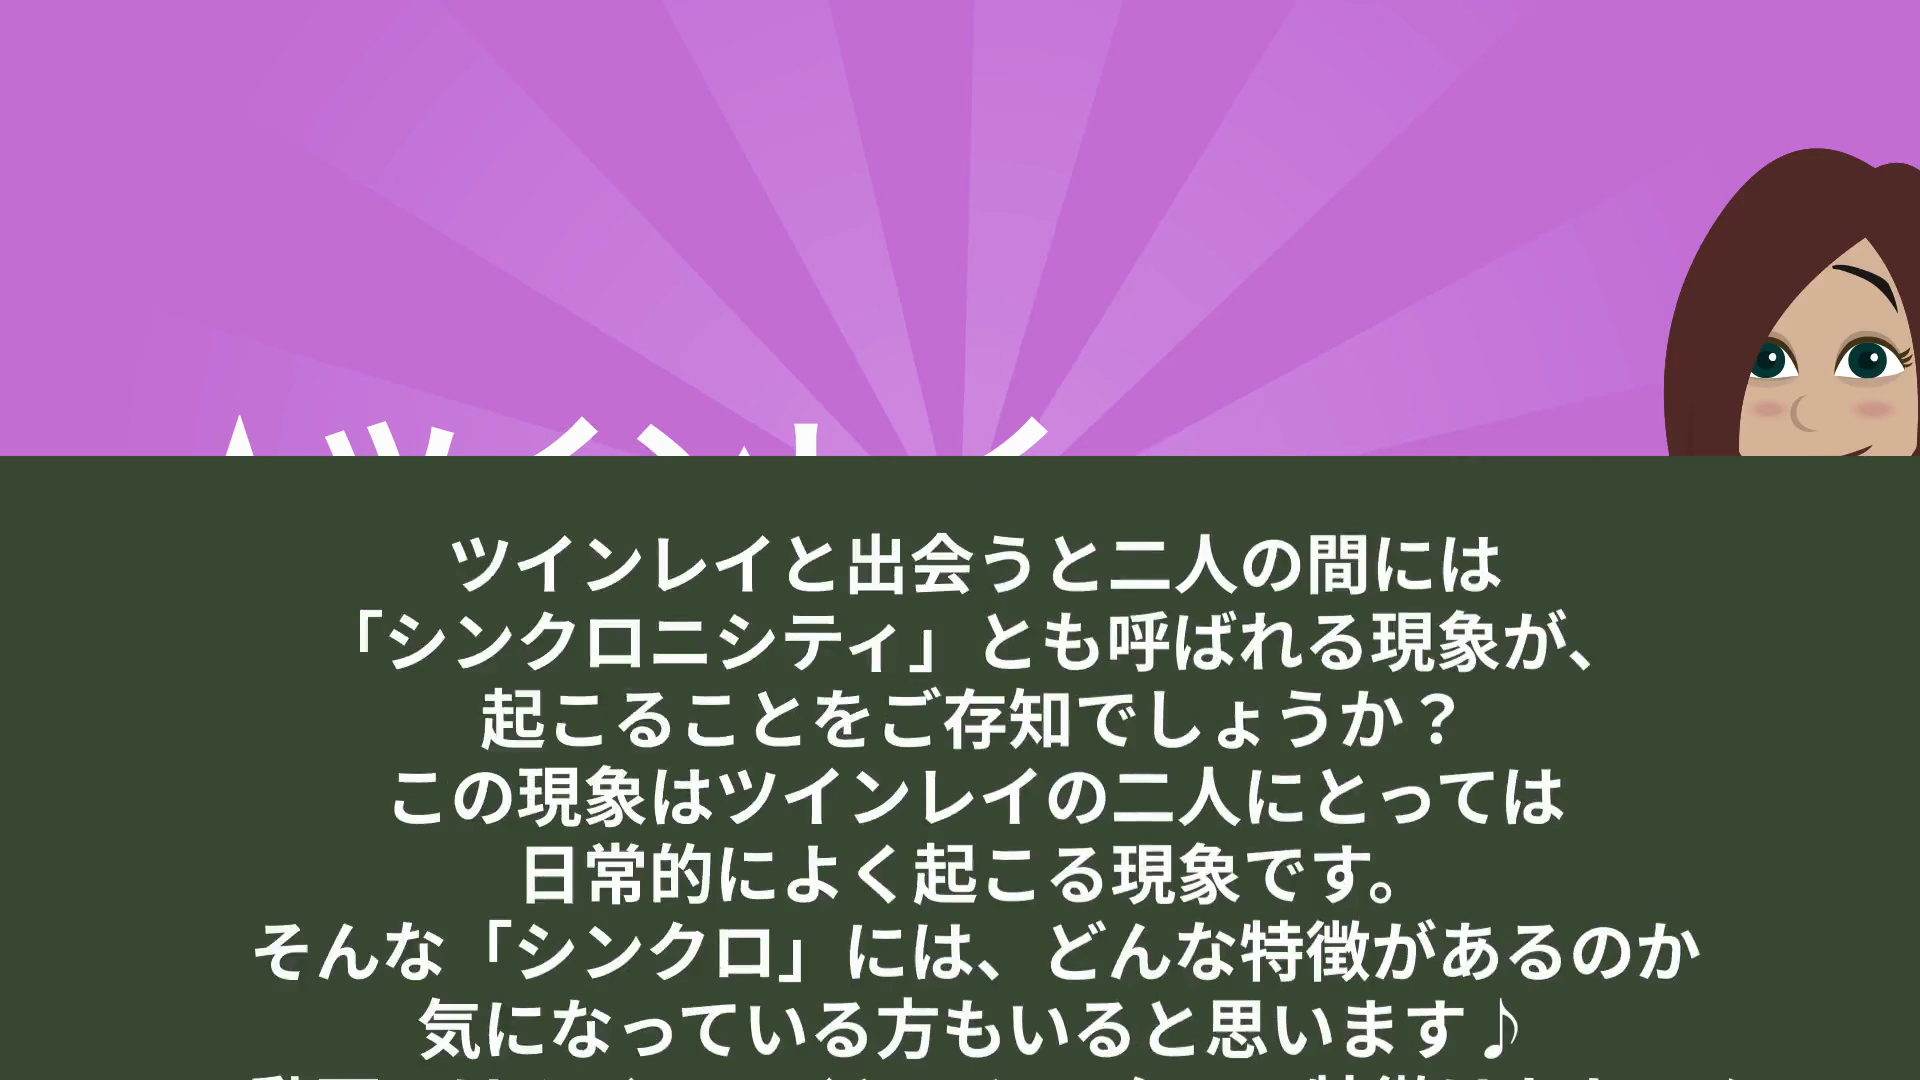 ツインレイ
ツインレイと出会うと二人の間には
「シンクロニシティ」とも呼ばれる現象が、
起こることをご存知でしょうか？
この現象はツインレイの二人にとっては
日常的によく起こる現象です。
そんな「シンクロ」には、どんな特徴があるのか
気になっている方もいると思います♪